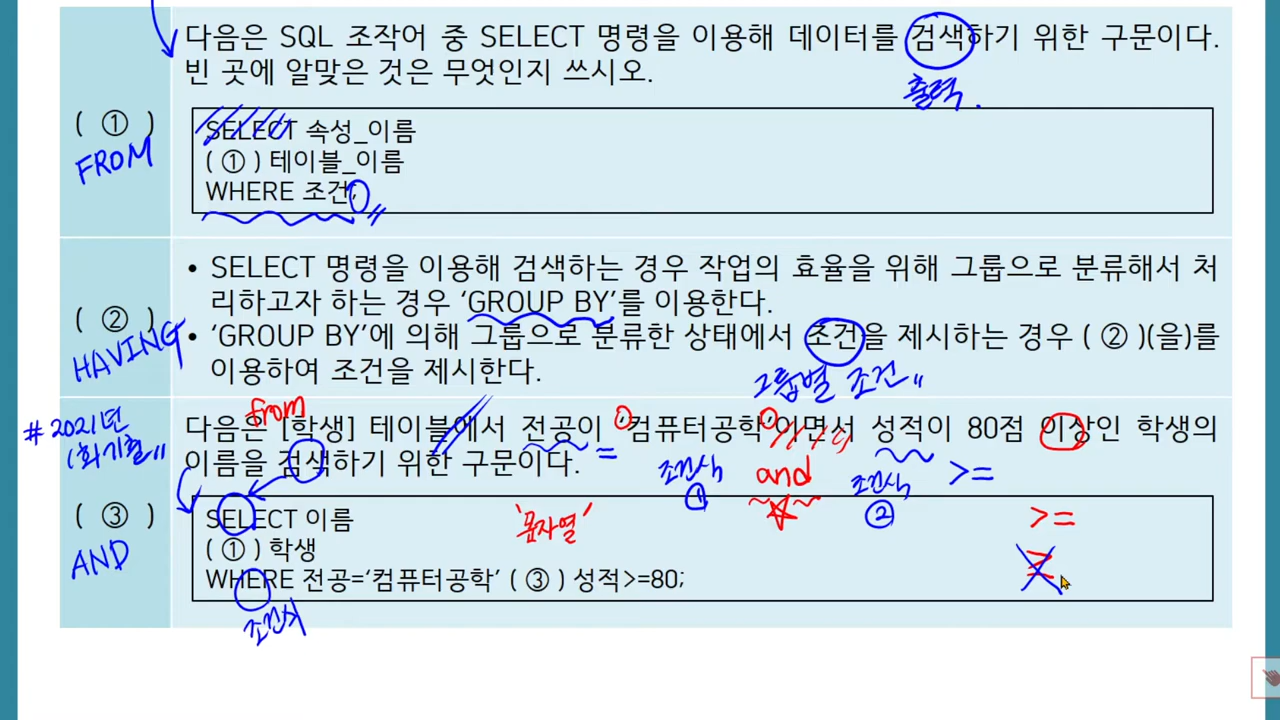 다음은 SQL 조작어 중 SELECT 명령을 이용해 데이터를 검색하기 위한 구문이다.
빈 곳에 알맞은 것은 무엇인지 쓰시오.
출력.
( ① )
FROM
SELECT 속성_이름
( ① ) 테이블_이름
WHERE 조건;
• SELECT 명령을 이용해 검색하는 경우 작업의 효율을 위해 그룹으로 분류해서 처
리하고자 하는 경우 ‘GROUP BY’를 이용한다.
( ② )
HAVING
• ‘GROUP BY’에 의해 그룹으로 분류한 상태에서 조건을 제시하는 경우 ( ② )(을)를
이용하여 조건을 제시한다.
그룹별 조건
# 2021년
from
다음은 [학생] 테이블에서 전공이 ‘컴퓨터공학’이면서 성적이 80점 이상인 학생의
이름을 검색하기 위한 구문이다.
=
조건식
①
and
조건식
②
>=
( ③ )
AND
SELECT 이름
( ① ) 학생
WHERE 전공=‘컴퓨터공학’ ( ③ ) 성적>=80;
'문자열'
>=
조건식